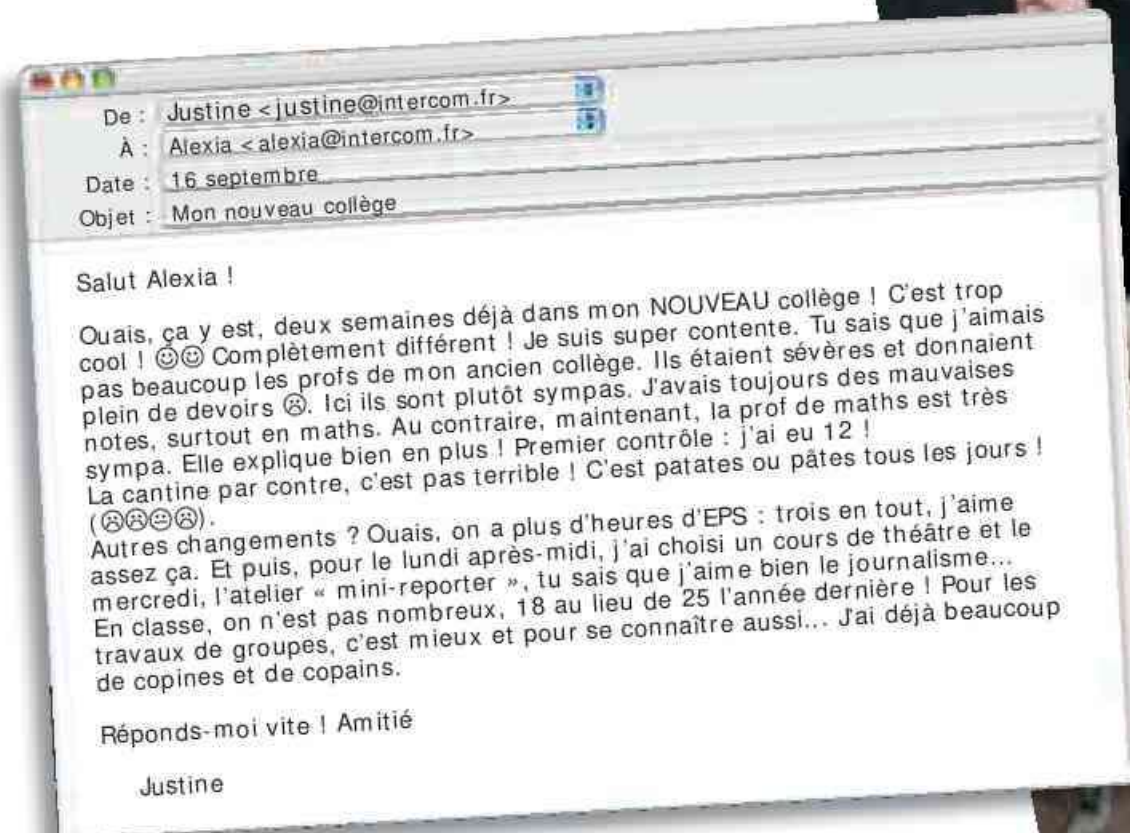 De : Justine <justine@intercom.fr>
À : Alexia <alexia@intercom.fr>
Date : 16 septembre
Objet : Mon nouveau collège
Salut Alexia !
Ouais, ça y est, deux semaines déjà dans mon NOUVEAU collège ! C'est trop
cool ! ☺☺ Complètement différent ! Je suis super contente. Tu sais que j'aimais
pas beaucoup les profs de mon ancien collège. Ils étaient sévères et donnaient
plein de devoirs ☹. Ici ils sont plutôt sympas. J'avais toujours des mauvaises
notes, surtout en maths. Au contraire, maintenant, la prof de maths est très
sympa. Elle explique bien en plus ! Premier contrôle : j'ai eu 12 !
La cantine par contre, c'est pas terrible ! C'est patates ou pâtes tous les jours !
(☹☹😐☹).
Autres changements ? Ouais, on a plus d'heures d'EPS : trois en tout, j'aime
assez ça. Et puis, pour le lundi après-midi, j'ai choisi un cours de théâtre et le
mercredi, l'atelier « mini-reporter », tu sais que j'aime bien le journalisme...
En classe, on n'est pas nombreux, 18 au lieu de 25 l'année dernière ! Pour les
travaux de groupes, c'est mieux et pour se connaître aussi... J'ai déjà beaucoup
de copines et de copains.
Réponds-moi vite ! Amitié
Justine